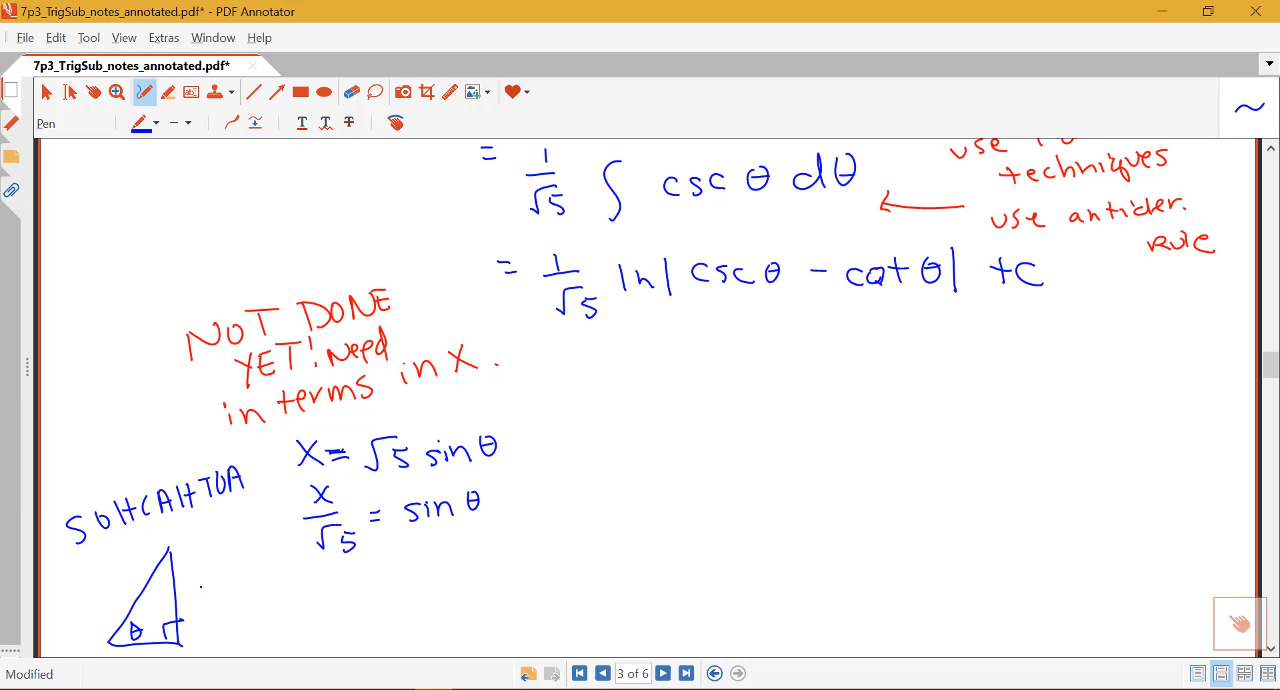 7p3_TrigSub_notes_annotated.pdf* - PDF Annotator
File Edit Tool View Extras Window Help
7p3_TrigSub_notes_annotated.pdf*
Pen
= 1/√5 ∫ csc θ dθ
use
techniques
use antider.
rule
= 1/√5 ln|csc θ - cot θ| + C
NOT DONE
YET! Need
in terms in X.
X = √5 sin θ
SOHCAHTOA
X/√5 = sin θ
θ
Modified
3 of 6